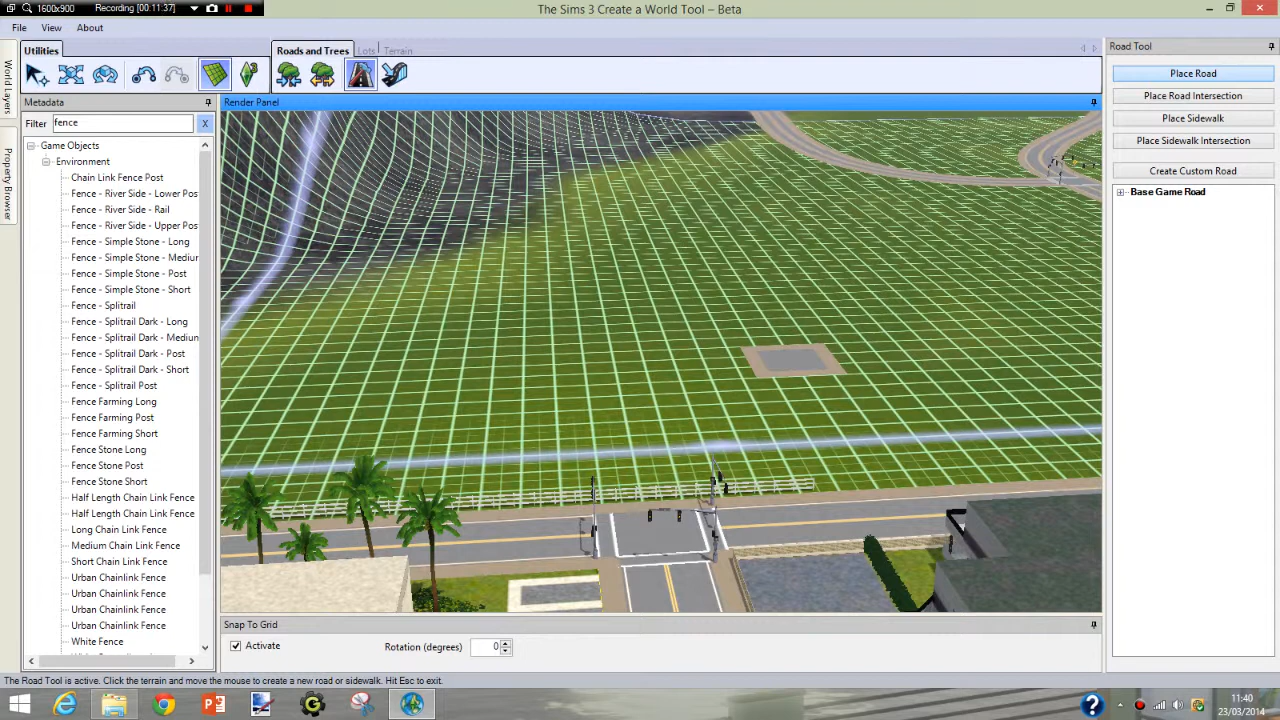 1600x900 Recording [00:11:37]
The Sims 3 Create a World Tool – Beta
File View About
World Layers
Property Browser
Utilities
Roads and Trees Lots Terrain
Metadata
Filter fence X
Game Objects
Environment
Chain Link Fence Post
Fence - River Side - Lower Pos
Fence - River Side - Rail
Fence - River Side - Upper Pos
Fence - Simple Stone - Long
Fence - Simple Stone - Mediur
Fence - Simple Stone - Post
Fence - Simple Stone - Short
Fence - Splitrail
Fence - Splitrail Dark - Long
Fence - Splitrail Dark - Mediun
Fence - Splitrail Dark - Post
Fence - Splitrail Dark - Short
Fence - Splitrail Post
Fence Farming Long
Fence Farming Post
Fence Farming Short
Fence Stone Long
Fence Stone Post
Fence Stone Short
Half Length Chain Link Fence
Half Length Chain Link Fence
Long Chain Link Fence
Medium Chain Link Fence
Short Chain Link Fence
Urban Chainlink Fence
Urban Chainlink Fence
Urban Chainlink Fence
Urban Chainlink Fence
White Fence
Render Panel
Snap To Grid
Activate
Rotation (degrees) 0
Road Tool
Place Road
Place Road Intersection
Place Sidewalk
Place Sidewalk Intersection
Create Custom Road
Base Game Road
The Road Tool is active. Click the terrain and move the mouse to create a new road or sidewalk. Hit Esc to exit.
11:40
23/03/2014